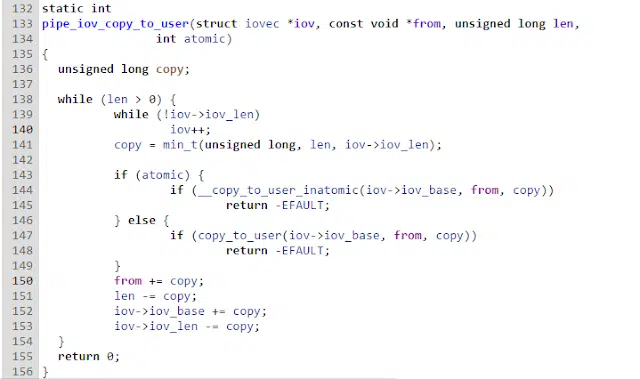 132 static int
133 pipe_iov_copy_to_user(struct iovec *iov, const void *from, unsigned long len,
134 int atomic)
135 {
136 unsigned long copy;
137
138 while (len > 0) {
139 while (!iov->iov_len)
140 iov++;
141 copy = min_t(unsigned long, len, iov->iov_len);
142
143 if (atomic) {
144 if (__copy_to_user_inatomic(iov->iov_base, from, copy))
145 return -EFAULT;
146 } else {
147 if (copy_to_user(iov->iov_base, from, copy))
148 return -EFAULT;
149 }
150 from += copy;
151 len -= copy;
152 iov->iov_base += copy;
153 iov->iov_len -= copy;
154 }
155 return 0;
156 }